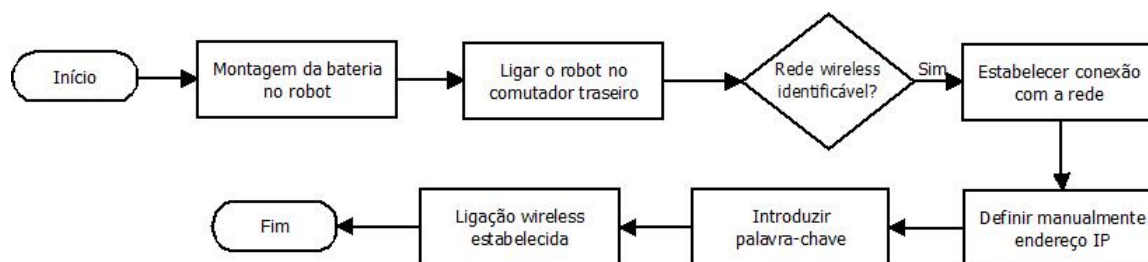 Início
Montagem da bateria
no robot
Ligar o robot no
comutador traseiro
Rede wireless
identificável?
Sim
Estabelecer conexão
com a rede
Definir manualmente
endereço IP
Introduzir
palavra-chave
Ligação wireless
estabelecida
Fim